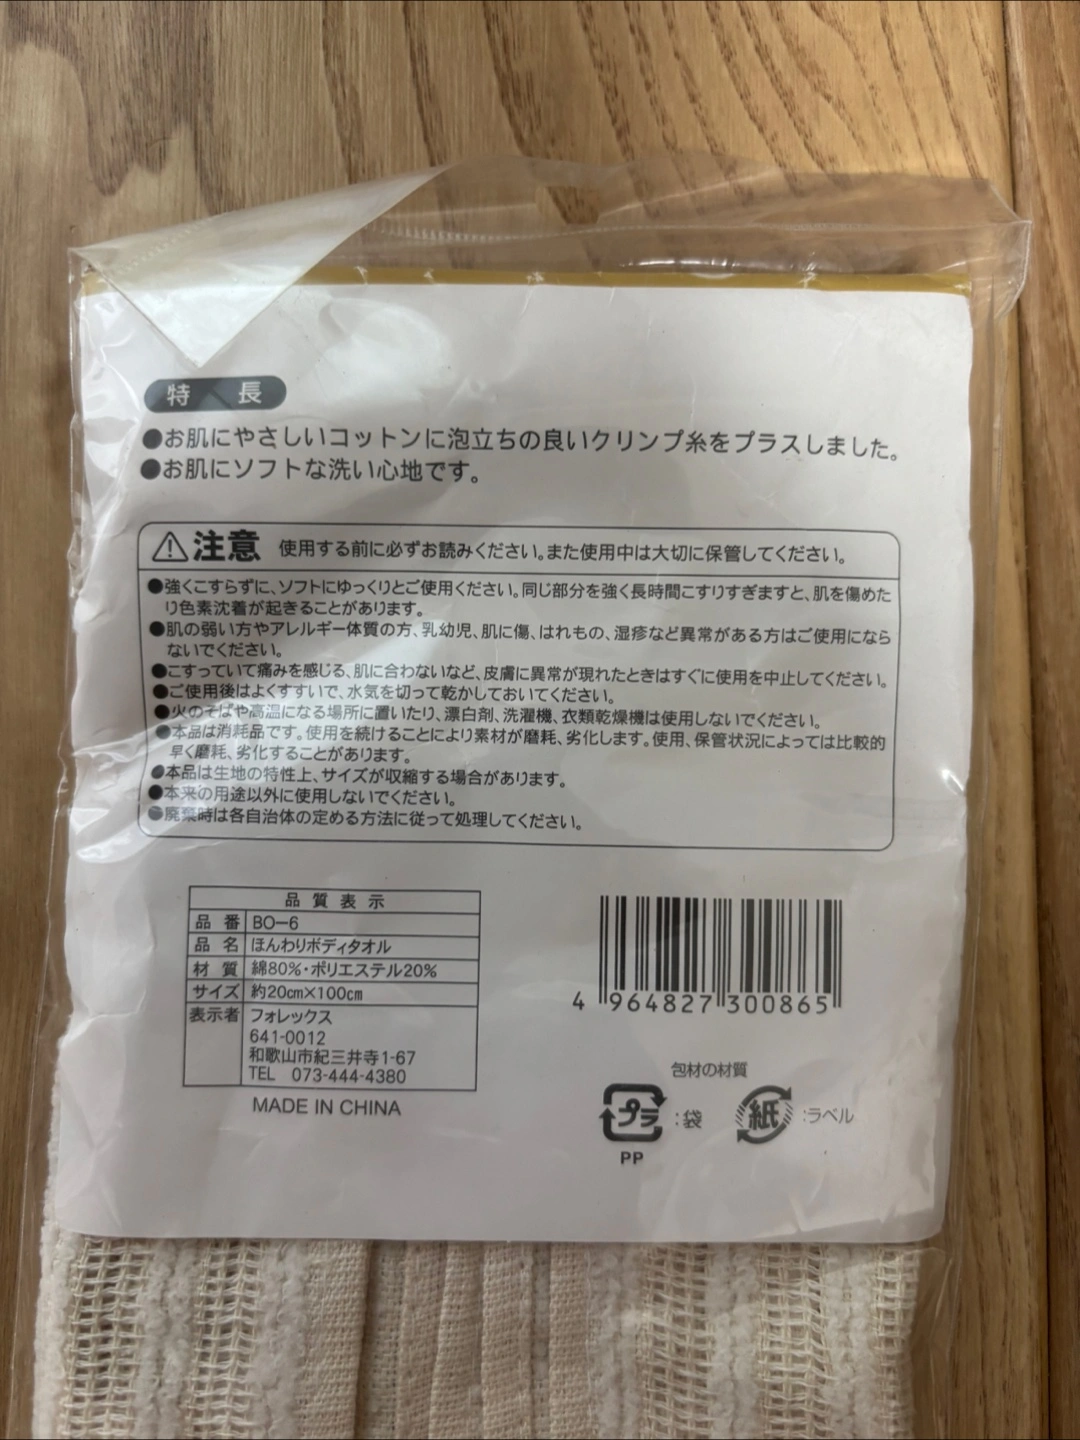 特 長
●お肌にやさしいコットンに泡立ちの良いクリンプ糸をプラスしました。
●お肌にソフトな洗い心地です。
注意 使用する前に必ずお読みください。また使用中は大切に保管してください。
●強くこすらずに、ソフトにゆっくりとご使用ください。同じ部分を強く長時間こすりすぎますと、肌を傷めた
り色素沈着が起きることがあります。
●肌の弱い方やアレルギー体質の方、乳幼児、肌に傷、はれもの、湿疹など異常がある方はご使用になら
ないでください。
●こすっていて痛みを感じる、肌に合わないなど、皮膚に異常が現れたときはすぐに使用を中止してください。
●ご使用後はよくすすいで、水気を切って乾かしておいてください。
●火のそばや高温になる場所に置いたり、漂白剤、洗濯機、衣類乾燥機は使用しないでください。
●本品は消耗品です。使用を続けることにより素材が磨耗、劣化します。使用、保管状況によっては比較的
早く磨耗、劣化することがあります。
●本品は生地の特性上、サイズが収縮する場合があります。
●本来の用途以外に使用しないでください。
●廃棄時は各自治体の定める方法に従って処理してください。
品 質 表 示
品 番 BO-6
品 名 ほんわりボディタオル
材 質 綿80%・ポリエステル20%
サイズ 約20cm×100cm
表示者 フォレックス
641-0012
和歌山市紀三井寺1-67
TEL 073-444-4380
MADE IN CHINA
4 964827 300865
包材の材質
プラ :袋
PP
紙 :ラベル